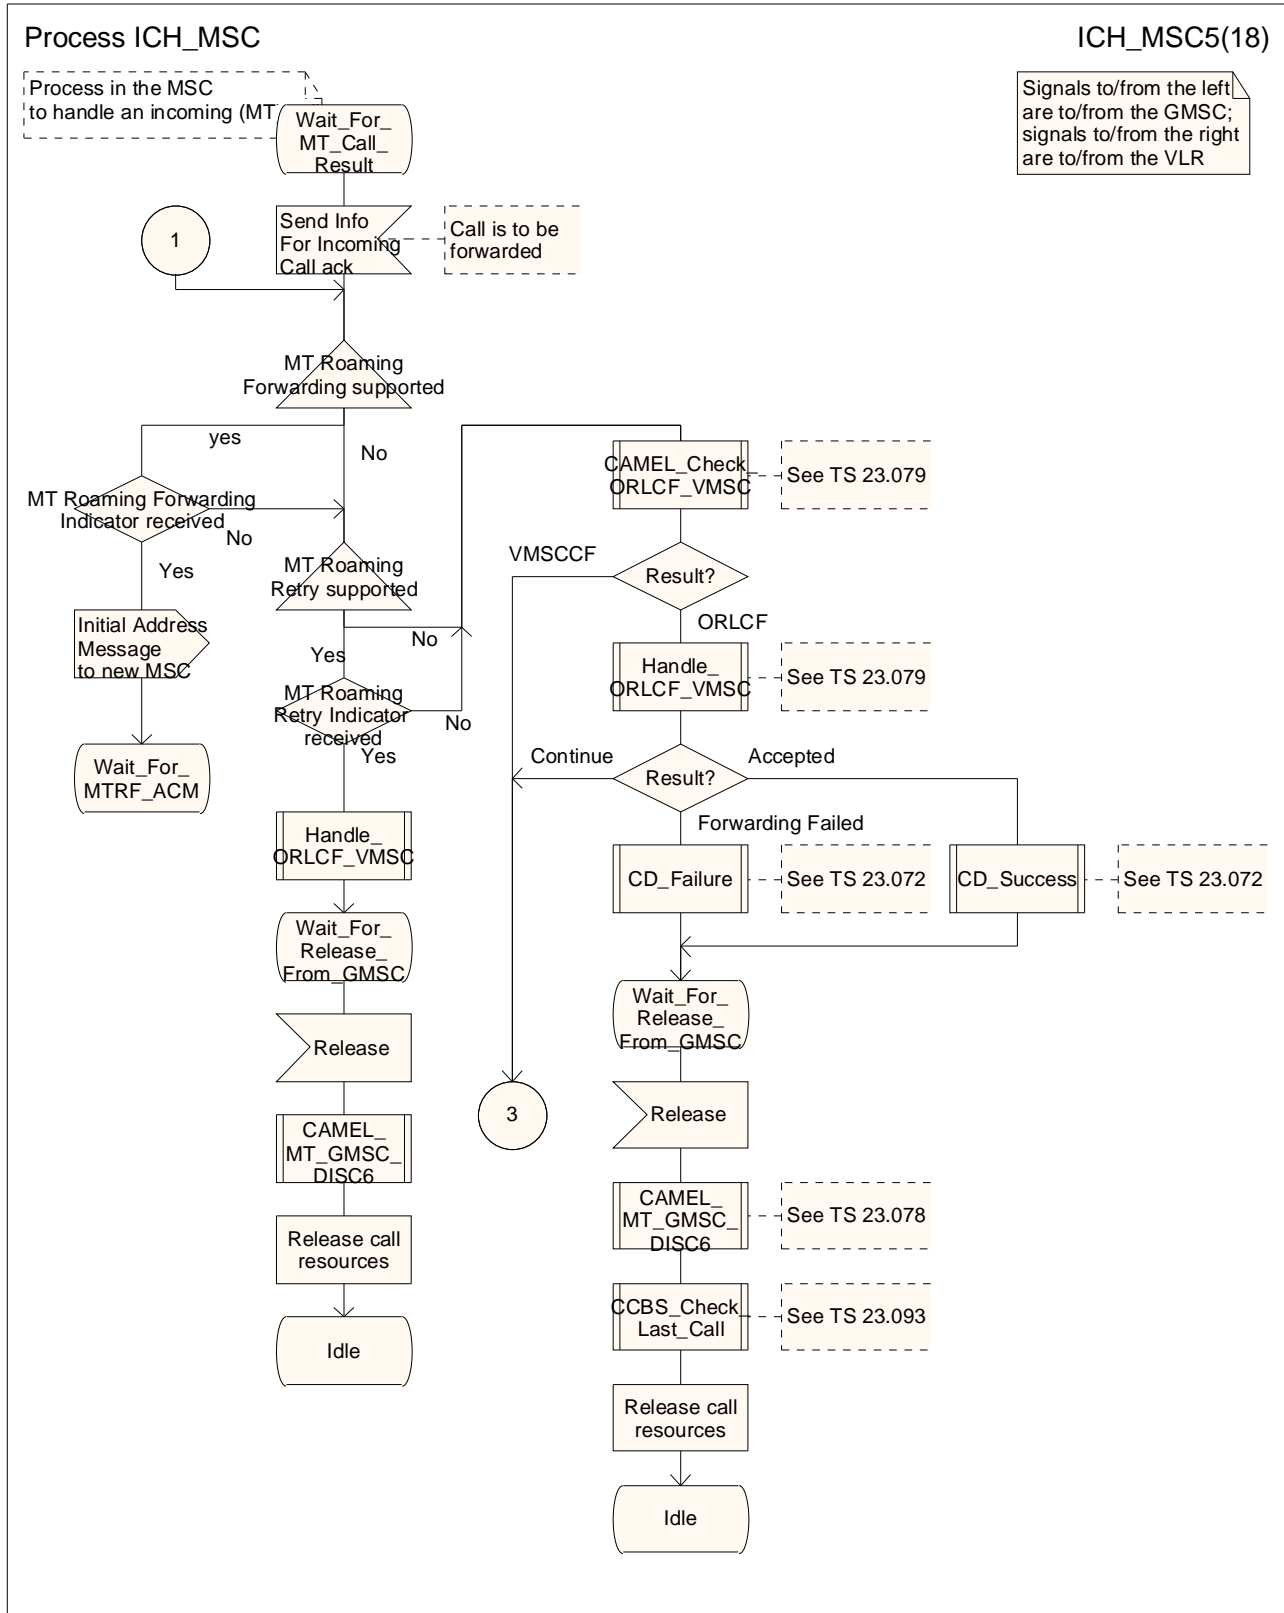 Process ICH_MSC
ICH_MSC5(18)
Process in the MSC
to handle an incoming (MT
Signals to/from the left
are to/from the GMSC;
signals to/from the right
are to/from the VLR
Wait_For_
MT_Call_
Result
1
Send Info
For Incoming
Call ack
Call is to be
forwarded
MT Roaming
Forwarding supported
yes
No
MT Roaming Forwarding
Indicator received
No
Yes
Initial Address
Message
to new MSC
Wait_For_
MTRF_ACM
MT Roaming
Retry supported
No
Yes
MT Roaming
Retry Indicator
received
No
Yes
Handle_
ORLCF_VMSC
Wait_For_
Release_
From_GMSC
Release
CAMEL_
MT_GMSC_
DISC6
Release call
resources
Idle
CAMEL_Check_
ORLCF_VMSC
See TS 23.079
VMSCCF
Result?
ORLCF
Handle_
ORLCF_VMSC
See TS 23.079
Continue
Result?
Accepted
Forwarding Failed
CD_Failure
See TS 23.072
CD_Success
See TS 23.072
Wait_For_
Release_
From_GMSC
3
Release
CAMEL_
MT_GMSC_
DISC6
See TS 23.078
CCBS_Check_
Last_Call
See TS 23.093
Release call
resources
Idle